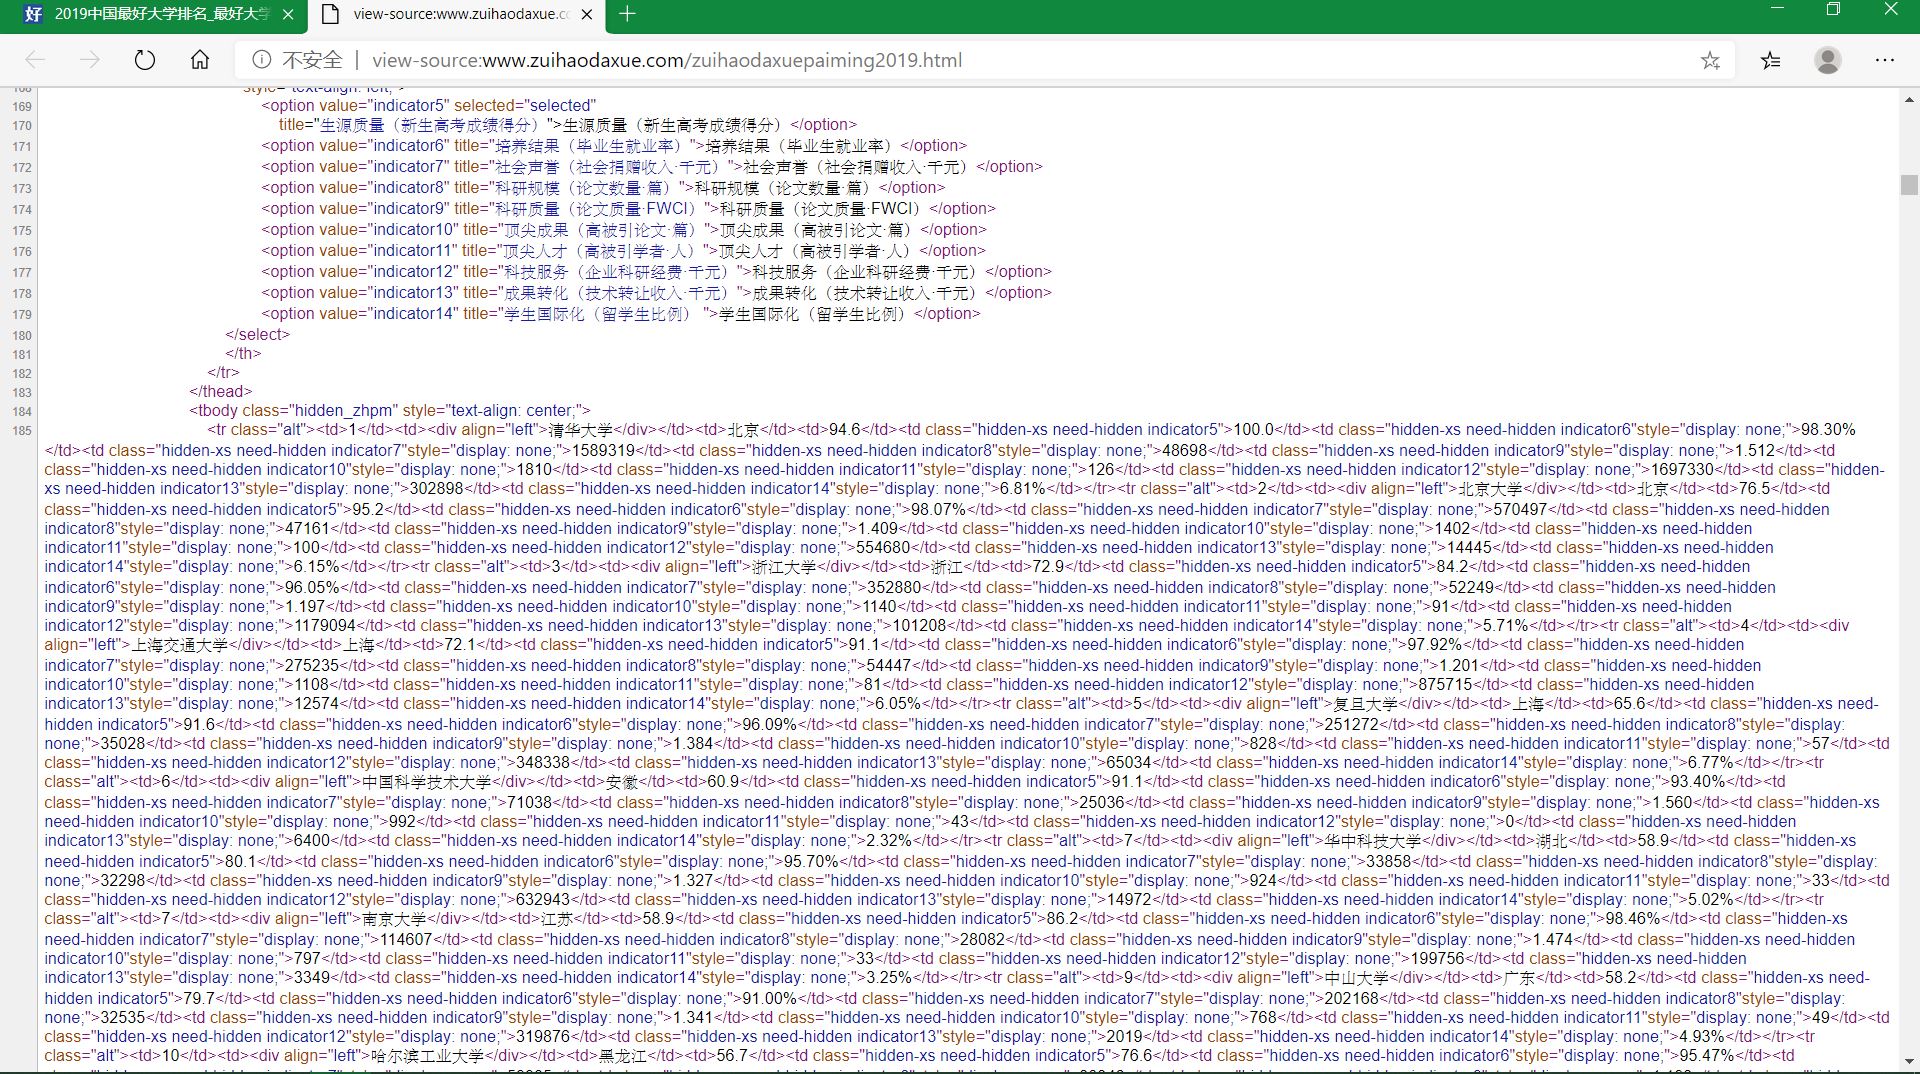 好 2019中国最好大学排名_最好大学
view-source:www.zuihaodaxue.co
不安全 | view-source:www.zuihaodaxue.com/zuihaodaxuepaiming2019.html
169 <option value="indicator5" selected="selected"
170 title="生源质量（新生高考成绩得分）">生源质量（新生高考成绩得分）</option>
171 <option value="indicator6" title="培养结果（毕业生就业率）">培养结果（毕业生就业率）</option>
172 <option value="indicator7" title="社会声誉（社会捐赠收入·千元）">社会声誉（社会捐赠收入·千元）</option>
173 <option value="indicator8" title="科研规模（论文数量·篇）">科研规模（论文数量·篇）</option>
174 <option value="indicator9" title="科研质量（论文质量·FWCI）">科研质量（论文质量·FWCI）</option>
175 <option value="indicator10" title="顶尖成果（高被引论文·篇）">顶尖成果（高被引论文·篇）</option>
176 <option value="indicator11" title="顶尖人才（高被引学者·人）">顶尖人才（高被引学者·人）</option>
177 <option value="indicator12" title="科技服务（企业科研经费·千元）">科技服务（企业科研经费·千元）</option>
178 <option value="indicator13" title="成果转化（技术转让收入·千元）">成果转化（技术转让收入·千元）</option>
179 <option value="indicator14" title="学生国际化（留学生比例） ">学生国际化（留学生比例）</option>
180 </select>
181 </th>
182 </tr>
183 </thead>
184 <tbody class="hidden_zhpm" style="text-align: center;">
185 <tr class="alt"><td>1</td><td><div align="left">清华大学</div></td><td>北京</td><td>94.6</td><td class="hidden-xs need-hidden indicator5">100.0</td><td class="hidden-xs need-hidden indicator6"style="display: none;">98.30%
</td><td class="hidden-xs need-hidden indicator7"style="display: none;">1589319</td><td class="hidden-xs need-hidden indicator8"style="display: none;">48698</td><td class="hidden-xs need-hidden indicator9"style="display: none;">1.512</td><td
class="hidden-xs need-hidden indicator10"style="display: none;">1810</td><td class="hidden-xs need-hidden indicator11"style="display: none;">126</td><td class="hidden-xs need-hidden indicator12"style="display: none;">1697330</td><td class="hidden-
xs need-hidden indicator13"style="display: none;">302898</td><td class="hidden-xs need-hidden indicator14"style="display: none;">6.81%</td></tr><tr class="alt"><td>2</td><td><div align="left">北京大学</div></td><td>北京</td><td>76.5</td><td
class="hidden-xs need-hidden indicator5">95.2</td><td class="hidden-xs need-hidden indicator6"style="display: none;">98.07%</td><td class="hidden-xs need-hidden indicator7"style="display: none;">570497</td><td class="hidden-xs need-hidden
indicator8"style="display: none;">47161</td><td class="hidden-xs need-hidden indicator9"style="display: none;">1.409</td><td class="hidden-xs need-hidden indicator10"style="display: none;">1402</td><td class="hidden-xs need-hidden
indicator11"style="display: none;">100</td><td class="hidden-xs need-hidden indicator12"style="display: none;">554680</td><td class="hidden-xs need-hidden indicator13"style="display: none;">14445</td><td class="hidden-xs need-hidden
indicator14"style="display: none;">6.15%</td></tr><tr class="alt"><td>3</td><td><div align="left">浙江大学</div></td><td>浙江</td><td>72.9</td><td class="hidden-xs need-hidden indicator5">84.2</td><td class="hidden-xs need-hidden
indicator6"style="display: none;">96.05%</td><td class="hidden-xs need-hidden indicator7"style="display: none;">352880</td><td class="hidden-xs need-hidden indicator8"style="display: none;">52249</td><td class="hidden-xs need-hidden
indicator9"style="display: none;">1.197</td><td class="hidden-xs need-hidden indicator10"style="display: none;">1140</td><td class="hidden-xs need-hidden indicator11"style="display: none;">91</td><td class="hidden-xs need-hidden
indicator12"style="display: none;">1179094</td><td class="hidden-xs need-hidden indicator13"style="display: none;">101208</td><td class="hidden-xs need-hidden indicator14"style="display: none;">5.71%</td></tr><tr class="alt"><td>4</td><td><div
align="left">上海交通大学</div></td><td>上海</td><td>72.1</td><td class="hidden-xs need-hidden indicator5">91.1</td><td class="hidden-xs need-hidden indicator6"style="display: none;">97.92%</td><td class="hidden-xs need-hidden
indicator7"style="display: none;">275235</td><td class="hidden-xs need-hidden indicator8"style="display: none;">54447</td><td class="hidden-xs need-hidden indicator9"style="display: none;">1.201</td><td class="hidden-xs need-hidden
indicator10"style="display: none;">1108</td><td class="hidden-xs need-hidden indicator11"style="display: none;">81</td><td class="hidden-xs need-hidden indicator12"style="display: none;">875715</td><td class="hidden-xs need-hidden
indicator13"style="display: none;">12574</td><td class="hidden-xs need-hidden indicator14"style="display: none;">6.05%</td></tr><tr class="alt"><td>5</td><td><div align="left">复旦大学</div></td><td>上海</td><td>65.6</td><td class="hidden-xs need-
hidden indicator5">91.6</td><td class="hidden-xs need-hidden indicator6"style="display: none;">96.09%</td><td class="hidden-xs need-hidden indicator7"style="display: none;">251272</td><td class="hidden-xs need-hidden indicator8"style="display:
none;">35028</td><td class="hidden-xs need-hidden indicator9"style="display: none;">1.384</td><td class="hidden-xs need-hidden indicator10"style="display: none;">828</td><td class="hidden-xs need-hidden indicator11"style="display: none;">57</td><td
class="hidden-xs need-hidden indicator12"style="display: none;">348338</td><td class="hidden-xs need-hidden indicator13"style="display: none;">65034</td><td class="hidden-xs need-hidden indicator14"style="display: none;">6.77%</td></tr><tr
class="alt"><td>6</td><td><div align="left">中国科学技术大学</div></td><td>安徽</td><td>60.9</td><td class="hidden-xs need-hidden indicator5">91.1</td><td class="hidden-xs need-hidden indicator6"style="display: none;">93.40%</td><td
class="hidden-xs need-hidden indicator7"style="display: none;">71038</td><td class="hidden-xs need-hidden indicator8"style="display: none;">25036</td><td class="hidden-xs need-hidden indicator9"style="display: none;">1.560</td><td class="hidden-xs
need-hidden indicator10"style="display: none;">992</td><td class="hidden-xs need-hidden indicator11"style="display: none;">43</td><td class="hidden-xs need-hidden indicator12"style="display: none;">0</td><td class="hidden-xs need-hidden
indicator13"style="display: none;">6400</td><td class="hidden-xs need-hidden indicator14"style="display: none;">2.32%</td></tr><tr class="alt"><td>7</td><td><div align="left">华中科技大学</div></td><td>湖北</td><td>58.9</td><td class="hidden-xs
need-hidden indicator5">80.1</td><td class="hidden-xs need-hidden indicator6"style="display: none;">95.70%</td><td class="hidden-xs need-hidden indicator7"style="display: none;">33858</td><td class="hidden-xs need-hidden indicator8"style="display:
none;">32298</td><td class="hidden-xs need-hidden indicator9"style="display: none;">1.327</td><td class="hidden-xs need-hidden indicator10"style="display: none;">924</td><td class="hidden-xs need-hidden indicator11"style="display: none;">33</td><td
class="hidden-xs need-hidden indicator12"style="display: none;">632943</td><td class="hidden-xs need-hidden indicator13"style="display: none;">14972</td><td class="hidden-xs need-hidden indicator14"style="display: none;">5.02%</td></tr><tr
class="alt"><td>7</td><td><div align="left">南京大学</div></td><td>江苏</td><td>58.9</td><td class="hidden-xs need-hidden indicator5">86.2</td><td class="hidden-xs need-hidden indicator6"style="display: none;">98.46%</td><td class="hidden-xs
need-hidden indicator7"style="display: none;">114607</td><td class="hidden-xs need-hidden indicator8"style="display: none;">28082</td><td class="hidden-xs need-hidden indicator9"style="display: none;">1.474</td><td class="hidden-xs need-hidden
indicator10"style="display: none;">797</td><td class="hidden-xs need-hidden indicator11"style="display: none;">33</td><td class="hidden-xs need-hidden indicator12"style="display: none;">199756</td><td class="hidden-xs need-hidden
indicator13"style="display: none;">3349</td><td class="hidden-xs need-hidden indicator14"style="display: none;">3.25%</td></tr><tr class="alt"><td>9</td><td><div align="left">中山大学</div></td><td>广东</td><td>58.2</td><td class="hidden-xs need-
hidden indicator5">79.7</td><td class="hidden-xs need-hidden indicator6"style="display: none;">91.00%</td><td class="hidden-xs need-hidden indicator7"style="display: none;">202168</td><td class="hidden-xs need-hidden indicator8"style="display:
none;">32535</td><td class="hidden-xs need-hidden indicator9"style="display: none;">1.341</td><td class="hidden-xs need-hidden indicator10"style="display: none;">768</td><td class="hidden-xs need-hidden indicator11"style="display: none;">49</td><td
class="hidden-xs need-hidden indicator12"style="display: none;">319876</td><td class="hidden-xs need-hidden indicator13"style="display: none;">2019</td><td class="hidden-xs need-hidden indicator14"style="display: none;">4.93%</td></tr><tr
class="alt"><td>10</td><td><div align="left">哈尔滨工业大学</div></td><td>黑龙江</td><td>56.7</td><td class="hidden-xs need-hidden indicator5">76.6</td><td class="hidden-xs need-hidden indicator6"style="display: none;">95.47%</td><td